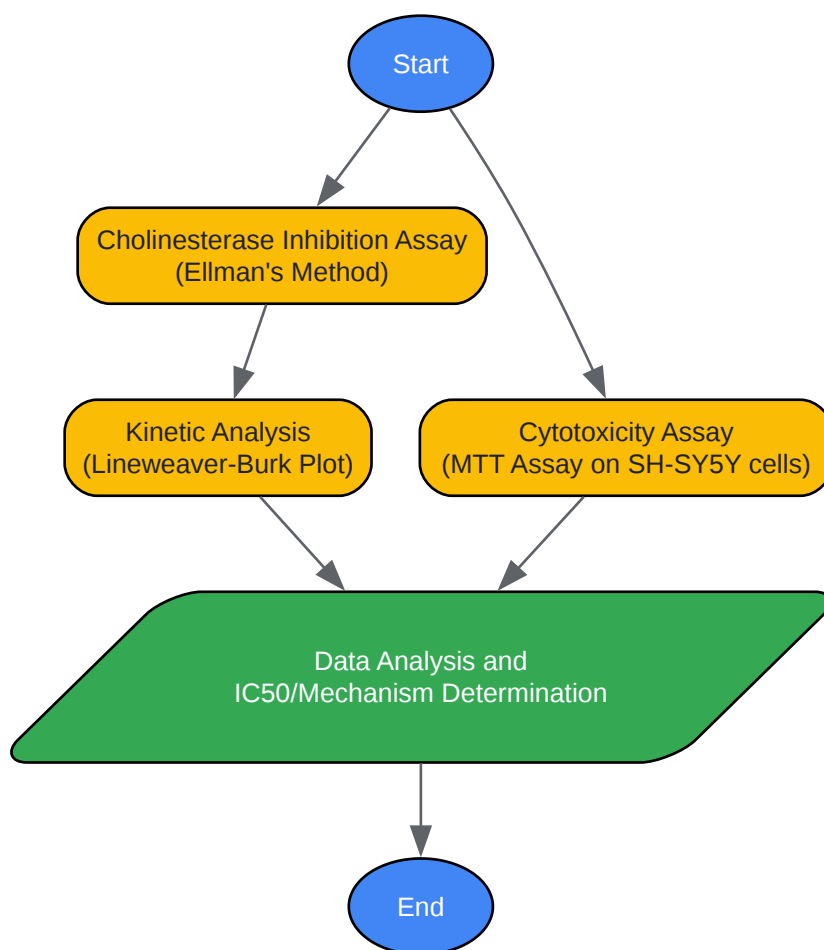 Start
Cholinesterase Inhibition Assay
(Ellman's Method)
Kinetic Analysis
(Lineweaver-Burk Plot)
Cytotoxicity Assay
(MTT Assay on SH-SY5Y cells)
Data Analysis and
IC50/Mechanism Determination
End